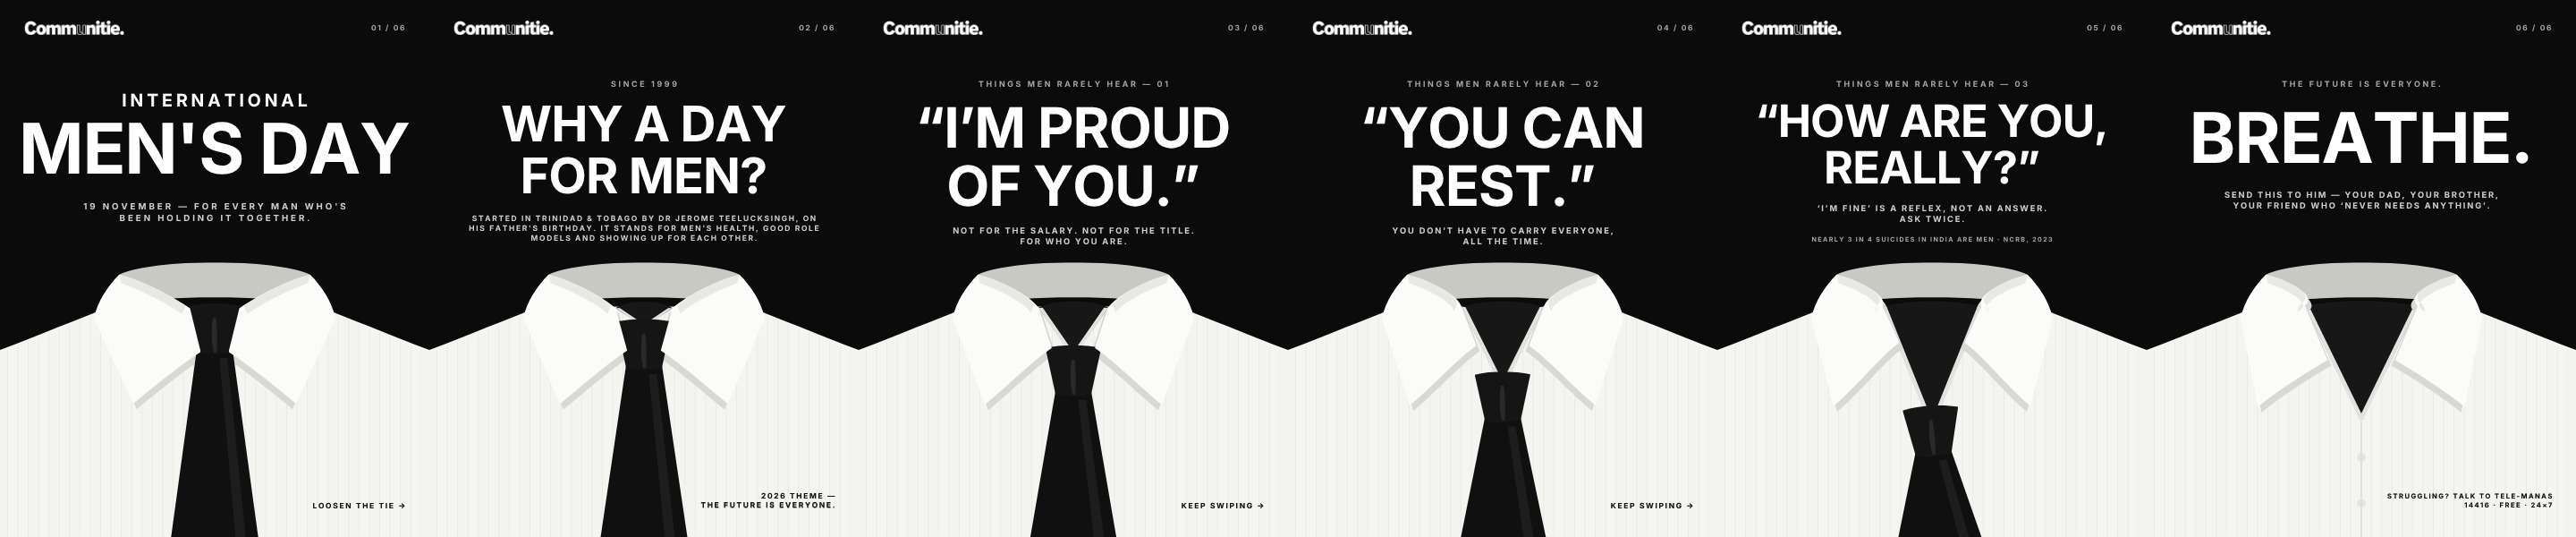 Communitie.
01 / 06
INTERNATIONAL
MEN'S DAY
19 NOVEMBER — FOR EVERY MAN WHO'S
BEEN HOLDING IT TOGETHER.
LOOSEN THE TIE →
Communitie.
02 / 06
SINCE 1999
WHY A DAY
FOR MEN?
STARTED IN TRINIDAD & TOBAGO BY DR JEROME TEELUCKSINGH, ON
HIS FATHER'S BIRTHDAY. IT STANDS FOR MEN'S HEALTH, GOOD ROLE
MODELS AND SHOWING UP FOR EACH OTHER.
2026 THEME —
THE FUTURE IS EVERYONE.
Communitie.
03 / 06
THINGS MEN RARELY HEAR — 01
“I’M PROUD
OF YOU.”
NOT FOR THE SALARY. NOT FOR THE TITLE.
FOR WHO YOU ARE.
KEEP SWIPING →
Communitie.
04 / 06
THINGS MEN RARELY HEAR — 02
“YOU CAN
REST.”
YOU DON’T HAVE TO CARRY EVERYONE,
ALL THE TIME.
KEEP SWIPING →
Communitie.
05 / 06
THINGS MEN RARELY HEAR — 03
“HOW ARE YOU,
REALLY?”
‘I’M FINE’ IS A REFLEX, NOT AN ANSWER.
ASK TWICE.
NEARLY 3 IN 4 SUICIDES IN INDIA ARE MEN · NCRB, 2023
Communitie.
06 / 06
THE FUTURE IS EVERYONE.
BREATHE.
SEND THIS TO HIM — YOUR DAD, YOUR BROTHER,
YOUR FRIEND WHO ‘NEVER NEEDS ANYTHING’.
STRUGGLING? TALK TO TELE-MANAS
14416 · FREE · 24×7